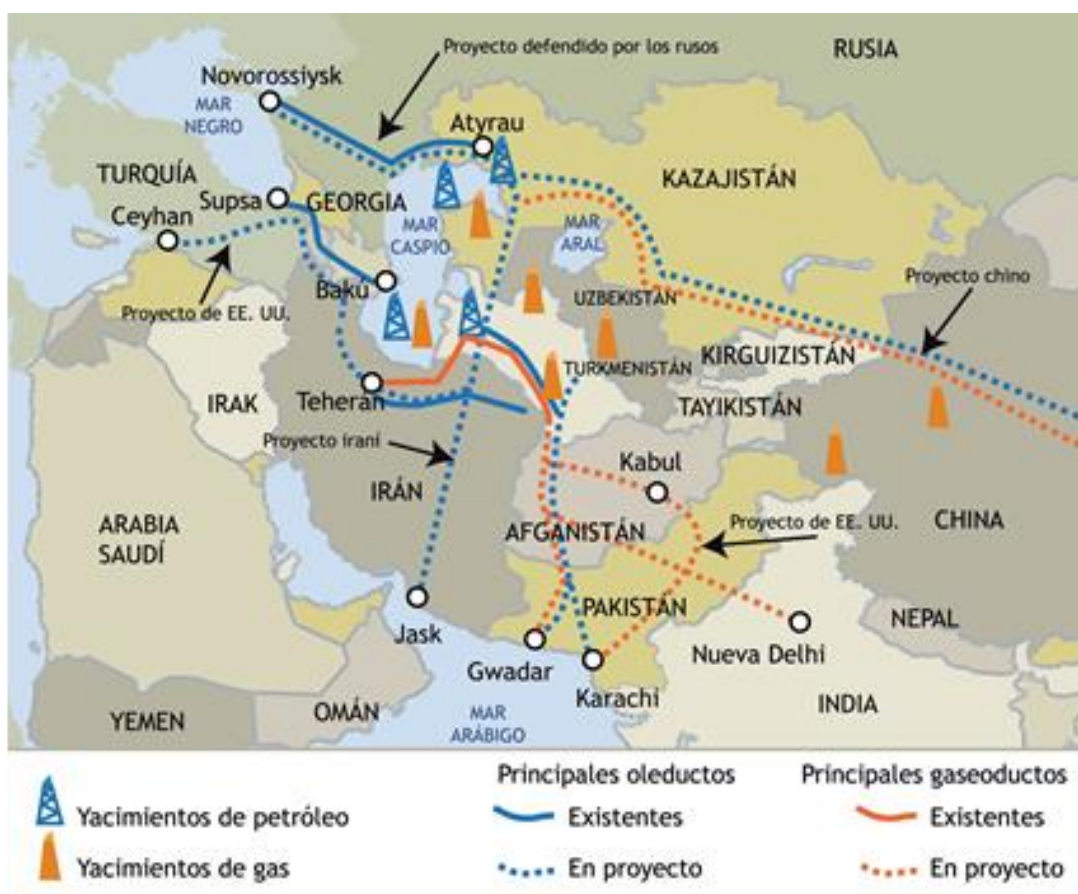 Proyecto defendido por los rusos
RUSIA
Novorossiysk
MAR
NEGRO
Atyrau
TURQUÍA
KAZAJISTÁN
Supsa
GEORGIA
Ceyhan
MAR
CASPIO
MAR
ARAL
Proyecto chino
Bakú
Proyecto de EE. UU.
UZBEKISTÁN
KIRGUIZISTÁN
TURKMENISTÁN
IRAK
Teherán
TAYIKISTÁN
Proyecto iraní
Kabul
IRÁN
ARABIA
SAUDÍ
AFGANISTÁN
Proyecto de EE. UU.
CHINA
PAKISTÁN
NEPAL
Jask
Gwadar
Nueva Delhi
Karachi
YEMEN
OMÁN
MAR
ARÁBIGO
INDIA
Principales oleductos
Principales gaseoductos
Yacimientos de petróleo
Existentes
Existentes
Yacimientos de gas
En proyecto
En proyecto